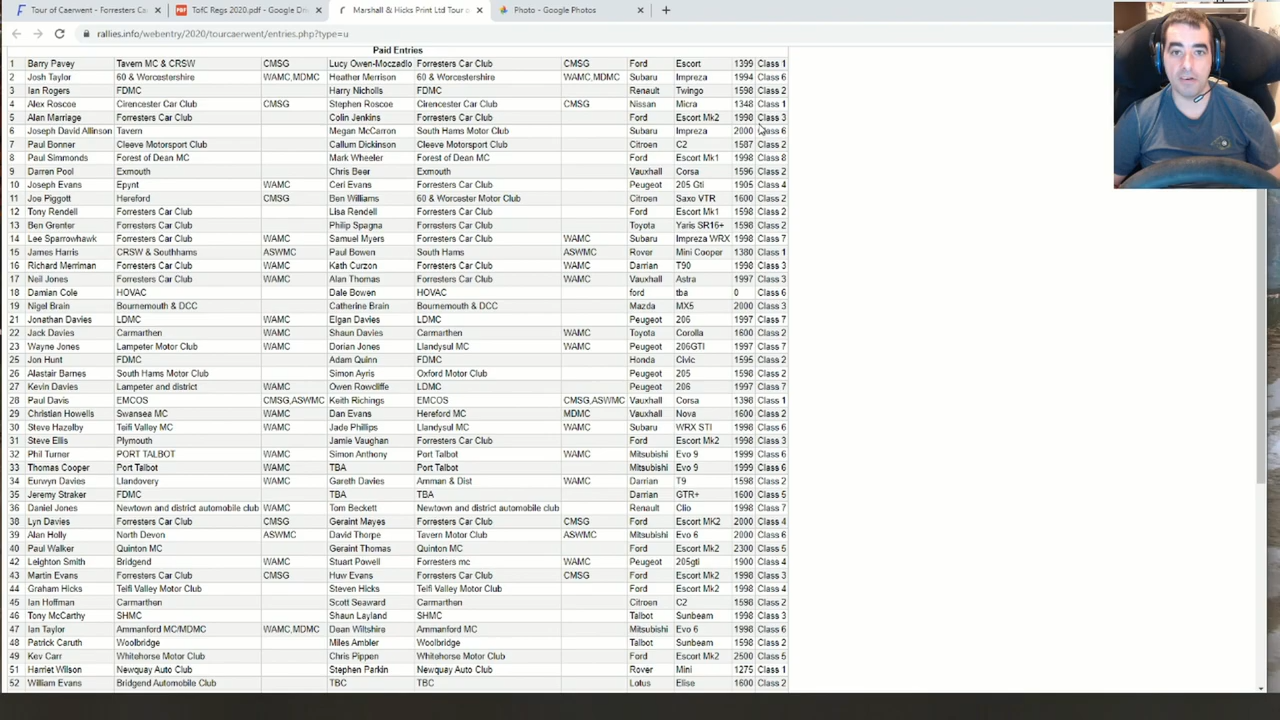 Tour of Caerwent - Forresters Ca
TofC Regs 2020.pdf - Google Dr
Marshall & Hicks Print Ltd Tour o
Photo - Google Photos
rallies.info/webentry/2020/tourcaerwent/entries.php?type=u
Paid Entries
1 Barry Pavey Tavern MC & CRSW CMSG Lucy Owen-Moczadlo Forresters Car Club CMSG Ford Escort 1399 Class 1
2 Josh Taylor 60 & Worcestershire WAMC,MDMC Heather Merrison 60 & Worcestershire WAMC,MDMC Subaru Impreza 1994 Class 6
3 Ian Rogers FDMC Harry Nicholls FDMC Renault Twingo 1598 Class 2
4 Alex Roscoe Cirencester Car Club CMSG Stephen Roscoe Cirencester Car Club CMSG Nissan Micra 1348 Class 1
5 Alan Marriage Forresters Car Club Colin Jenkins Forresters Car Club Ford Escort Mk2 1998 Class 3
6 Joseph David Allinson Tavern Megan McCarron South Hams Motor Club Subaru Impreza 2000 Class 6
7 Paul Bonner Cleeve Motorsport Club Callum Dickinson Cleeve Motorsport Club Citroen C2 1587 Class 2
8 Paul Simmonds Forest of Dean MC Mark Wheeler Forest of Dean MC Ford Escort Mk1 1998 Class 8
9 Darren Pool Exmouth Chris Beer Exmouth Vauxhall Corsa 1596 Class 2
10 Joseph Evans Epynt WAMC Ceri Evans Forresters Car Club Peugeot 205 Gti 1905 Class 4
11 Joe Piggott Hereford CMSG Ben Williams 60 & Worcester Motor Club Citroen Saxo VTR 1600 Class 2
12 Tony Rendell Forresters Car Club Lisa Rendell Forresters Car Club Ford Escort Mk1 1598 Class 2
13 Ben Grenter Forresters Car Club Philip Spagna Forresters Car Club Toyota Yaris SR16+ 1598 Class 2
14 Lee Sparrowhawk Forresters Car Club WAMC Samuel Myers Forresters Car Club WAMC Subaru Impreza WRX 1998 Class 7
15 James Harris CRSW & Southhams ASWMC Paul Bowen South Hams ASWMC Rover Mini Cooper 1380 Class 1
16 Richard Merriman Forresters Car Club WAMC Kath Curzon Forresters Car Club WAMC Darrian T90 1998 Class 3
17 Neil Jones Forresters Car Club WAMC Alan Thomas Forresters Car Club WAMC Vauxhall Astra 1997 Class 3
18 Damian Cole HOVAC Dale Bowen HOVAC ford tba 0 Class 6
19 Nigel Brain Bournemouth & DCC Catherine Brain Bournemouth & DCC Mazda MX5 2000 Class 3
21 Jonathan Davies LDMC WAMC Elgan Davies LDMC Peugeot 206 1997 Class 7
22 Jack Davies Carmarthen WAMC Shaun Davies Carmarthen WAMC Toyota Corolla 1600 Class 2
23 Wayne Jones Lampeter Motor Club WAMC Dorian Jones Llandysul MC WAMC Peugeot 206GTI 1997 Class 7
25 Jon Hunt FDMC Adam Quinn FDMC Honda Civic 1595 Class 2
26 Alastair Barnes South Hams Motor Club Simon Ayris Oxford Motor Club Peugeot 205 1598 Class 2
27 Kevin Davies Lampeter and district WAMC Owen Rowcliffe LDMC Peugeot 206 1997 Class 7
28 Paul Davis EMCOS CMSG,ASWMC Keith Richings EMCOS CMSG,ASWMC Vauxhall Corsa 1398 Class 1
29 Christian Howells Swansea MC WAMC Dan Evans Hereford MC MDMC Vauxhall Nova 1600 Class 2
30 Steve Hazelby Teifi Valley MC WAMC Jade Phillips Llandysul MC WAMC Subaru WRX STI 1998 Class 6
31 Steve Ellis Plymouth Jamie Vaughan Forresters Car Club Ford Escort Mk2 1998 Class 3
32 Phil Turner PORT TALBOT WAMC Simon Anthony Port Talbot WAMC Mitsubishi Evo 9 1999 Class 6
33 Thomas Cooper Port Talbot WAMC TBA Port Talbot Mitsubishi Evo 9 1999 Class 6
34 Eurwyn Davies Llandovery WAMC Gareth Davies Amman & Dist WAMC Darrian T9 1598 Class 2
35 Jeremy Straker FDMC TBA TBA Darrian GTR+ 1600 Class 5
36 Daniel Jones Newtown and district automobile club WAMC Tom Beckett Newtown and district automobile club Renault Clio 1998 Class 7
38 Lyn Davies Forresters Car Club CMSG Geraint Mayes Forresters Car Club CMSG Ford Escort MK2 2000 Class 4
39 Alan Holly North Devon ASWMC David Thorpe Tavern Motor Club ASWMC Mitsubishi Evo 6 2000 Class 6
40 Paul Walker Quinton MC Geraint Thomas Quinton MC Ford Escort Mk2 2300 Class 5
42 Leighton Smith Bridgend WAMC Stuart Powell Forresters mc WAMC Peugeot 205gti 1900 Class 4
43 Martin Evans Forresters Car Club CMSG Huw Evans Forresters Car Club CMSG Ford Escort Mk2 1998 Class 3
44 Graham Hicks Teifi Valley Motor Club Steven Hicks Teifi Valley Motor Club Ford Escort Mk2 1998 Class 4
45 Ian Hoffman Carmarthen Scott Seaward Carmarthen Citroen C2 1598 Class 2
46 Tony McCarthy SHMC Shaun Layland SHMC Talbot Sunbeam 1998 Class 3
47 Ian Taylor Ammanford MC/MDMC WAMC,MDMC Dean Wiltshire Ammanford MC Mitsubishi Evo 6 1998 Class 6
48 Patrick Caruth Woolbridge Miles Ambler Woolbridge Talbot Sunbeam 1598 Class 2
49 Kev Carr Whitehorse Motor Club Chris Pippen Whitehorse Motor Club Ford Escort Mk2 2500 Class 5
51 Harriet Wilson Newquay Auto Club Stephen Parkin Newquay Auto Club Rover Mini 1275 Class 1
52 William Evans Bridgend Automobile Club TBC TBC Lotus Elise 1600 Class 2